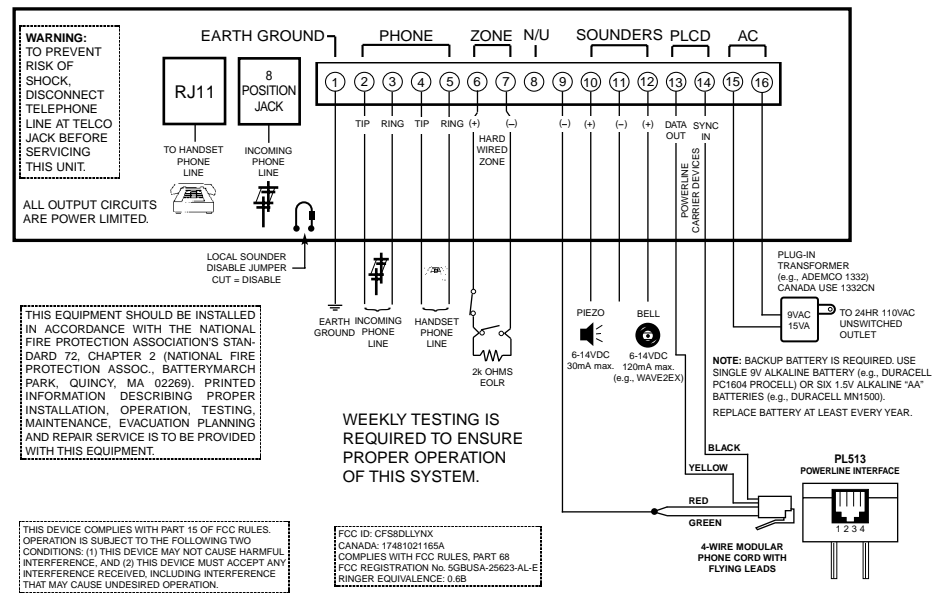 WARNING:
TO PREVENT
RISK OF
SHOCK,
DISCONNECT
TELEPHONE
LINE AT TELCO
JACK BEFORE
SERVICING
THIS UNIT.
ALL OUTPUT CIRCUITS
ARE POWER LIMITED.
RJ11
TO HANDSET
PHONE
LINE
8
POSITION
JACK
INCOMING
PHONE
LINE
LOCAL SOUNDER
DISABLE JUMPER
CUT = DISABLE
EARTH GROUND PHONE ZONE N/U SOUNDERS PLCD AC
1 2 3 4 5 6 7 8 9 10 11 12 13 14 15 16
TIP RING TIP RING (+) (–) (–) (+) (–) (+) DATA OUT SYNC IN
HARD
WIRED
ZONE
POWERLINE
CARRIER DEVICES
EARTH
GROUND
INCOMING
PHONE
LINE
HANDSET
PHONE
LINE
2k OHMS
EOLR
PIEZO
6-14VDC
30mA max.
BELL
6-14VDC
120mA max.
(e.g., WAVE2EX)
PLUG-IN
TRANSFORMER
(e.g., ADEMCO 1332)
CANADA USE 1332CN
9VAC
15VA
TO 24HR 110VAC
UNSWITCHED
OUTLET
NOTE: BACKUP BATTERY IS REQUIRED. USE
SINGLE 9V ALKALINE BATTERY (e.g., DURACELL
PC1604 PROCELL) OR SIX 1.5V ALKALINE “AA”
BATTERIES (e.g., DURACELL MN1500).
REPLACE BATTERY AT LEAST EVERY YEAR.
THIS EQUIPMENT SHOULD BE INSTALLED
IN ACCORDANCE WITH THE NATIONAL
FIRE PROTECTION ASSOCIATION'S STAN-
DARD 72, CHAPTER 2 (NATIONAL FIRE
PROTECTION ASSOC., BATTERYMARCH
PARK, QUINCY, MA 02269). PRINTED
INFORMATION DESCRIBING PROPER
INSTALLATION, OPERATION, TESTING,
MAINTENANCE, EVACUATION PLANNING
AND REPAIR SERVICE IS TO BE PROVIDED
WITH THIS EQUIPMENT.
WEEKLY TESTING IS
REQUIRED TO ENSURE
PROPER OPERATION
OF THIS SYSTEM.
BLACK
YELLOW
RED
GREEN
PL513
POWERLINE INTERFACE
1 2 3 4
4-WIRE MODULAR
PHONE CORD WITH
FLYING LEADS
THIS DEVICE COMPLIES WITH PART 15 OF FCC RULES.
OPERATION IS SUBJECT TO THE FOLLOWING TWO
CONDITIONS: (1) THIS DEVICE MAY NOT CAUSE HARMFUL
INTERFERENCE, AND (2) THIS DEVICE MUST ACCEPT ANY
INTERFERENCE RECEIVED, INCLUDING INTERFERENCE
THAT MAY CAUSE UNDESIRED OPERATION.
FCC ID: CFS8DLLYNX
CANADA: 17481021165A
COMPLIES WITH FCC RULES, PART 68
FCC REGISTRATION No. 5GBUSA-25623-AL-E
RINGER EQUIVALENCE: 0.6B